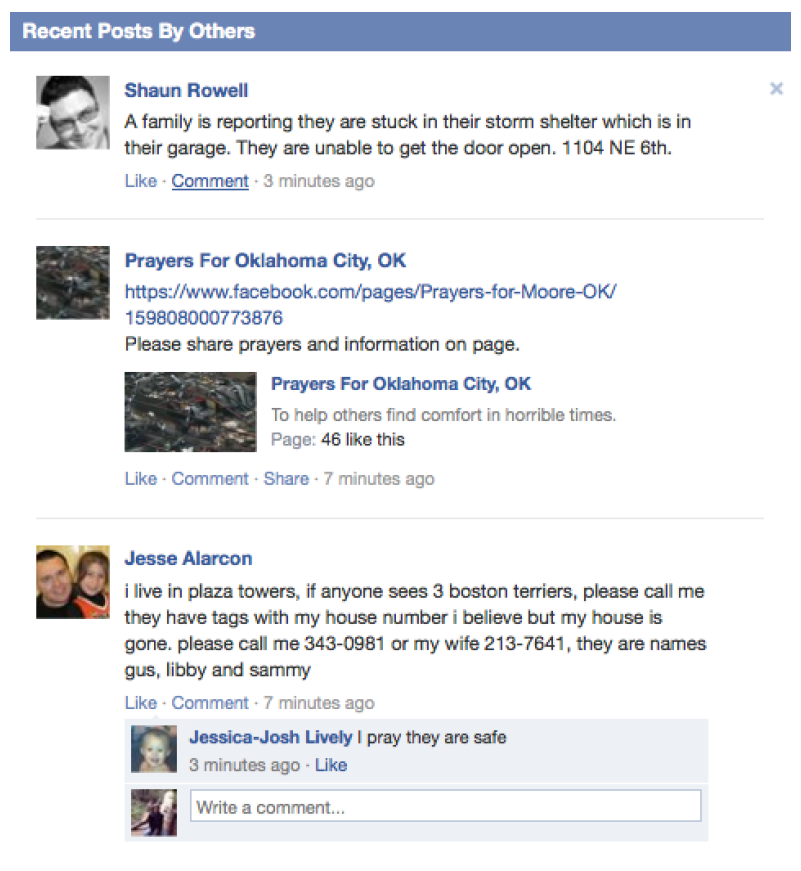 Recent Posts By Others
Shaun Rowell
×
A family is reporting they are stuck in their storm shelter which is in
their garage. They are unable to get the door open. 1104 NE 6th.
Like · Comment · 3 minutes ago
Prayers For Oklahoma City, OK
https://www.facebook.com/pages/Prayers-for-Moore-OK/
159808000773876
Please share prayers and information on page.
Prayers For Oklahoma City, OK
To help others find comfort in horrible times.
Page: 46 like this
Like · Comment · Share · 7 minutes ago
Jesse Alarcon
i live in plaza towers, if anyone sees 3 boston terriers, please call me
they have tags with my house number i believe but my house is
gone. please call me 343-0981 or my wife 213-7641, they are names
gus, libby and sammy
Like · Comment · 7 minutes ago
Jessica-Josh Lively I pray they are safe
3 minutes ago · Like
Write a comment...